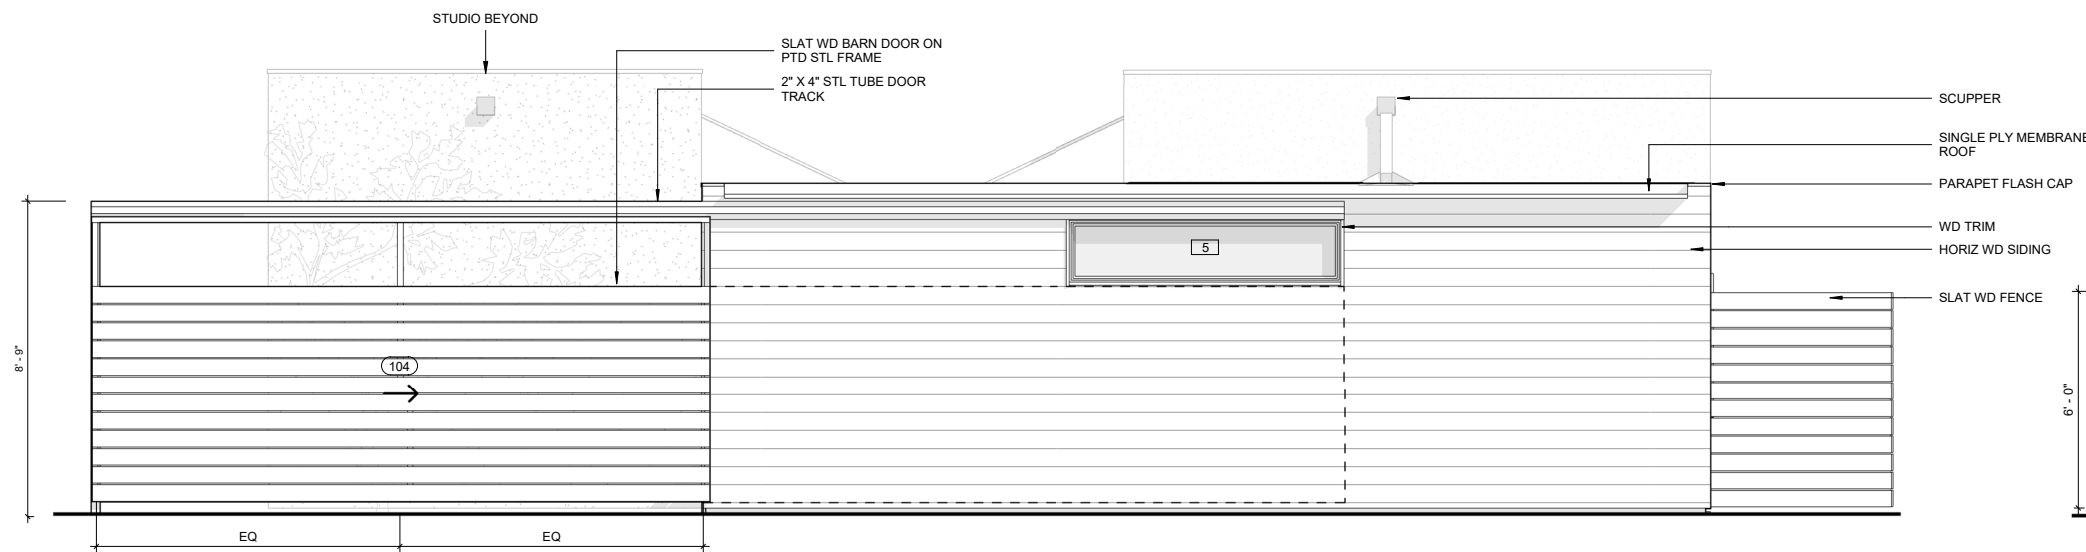 STUDIO BEYOND
SLAT WD BARN DOOR ON
PTD STL FRAME
2" X 4" STL TUBE DOOR
TRACK
SCUPPER
SINGLE PLY MEMBRANE
ROOF
PARAPET FLASH CAP
WD TRIM
5
HORIZ WD SIDING
SLAT WD FENCE
8' - 9"
104
6' - 0"
EQ
EQ